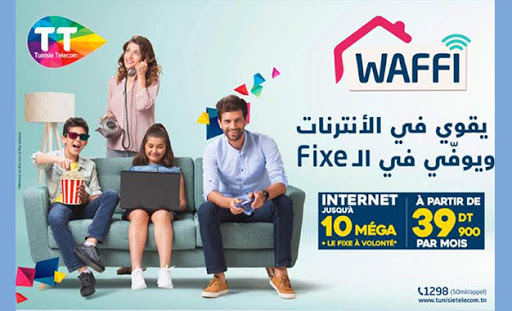 TT
Tunisie Telecom
WAFFI
يقوي في الأنترنات
ويوفّي في الـ Fixe
INTERNET
JUSQU'À
10 MÉGA
+ LE FIXE À VOLONTÉ*
À PARTIR DE
39 DT
900
PAR MOIS
1298 (50mil/appel)
www.tunisietelecom.tn